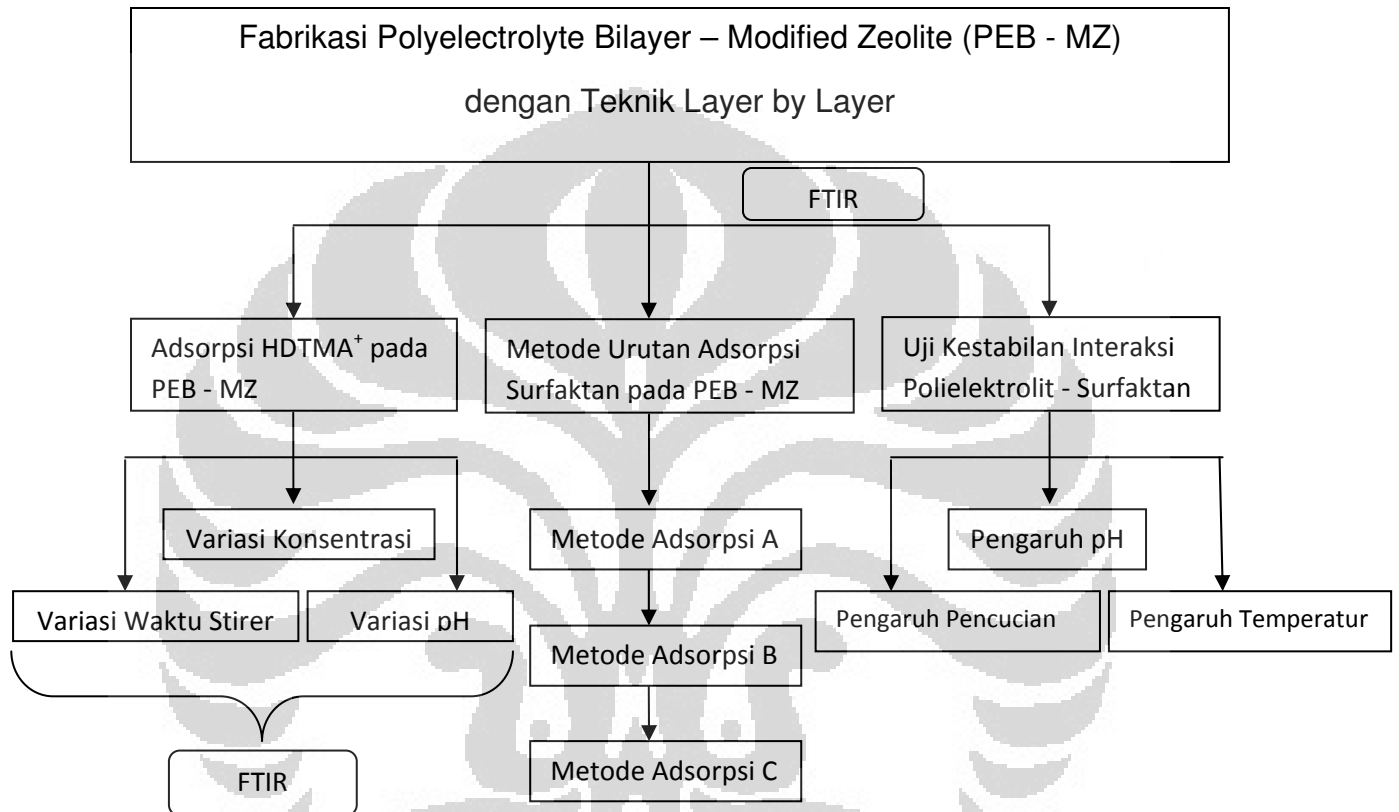 Fabrikasi Polyelectrolyte Bilayer – Modified Zeolite (PEB - MZ)
dengan Teknik Layer by Layer
FTIR
Adsorpsi HDTMA⁺ pada
PEB - MZ
Metode Urutan Adsorpsi
Surfaktan pada PEB - MZ
Uji Kestabilan Interaksi
Polielektrolit - Surfaktan
Variasi Konsentrasi
Metode Adsorpsi A
Pengaruh pH
Variasi Waktu Stirer
Variasi pH
Pengaruh Pencucian
Pengaruh Temperatur
Metode Adsorpsi B
FTIR
Metode Adsorpsi C